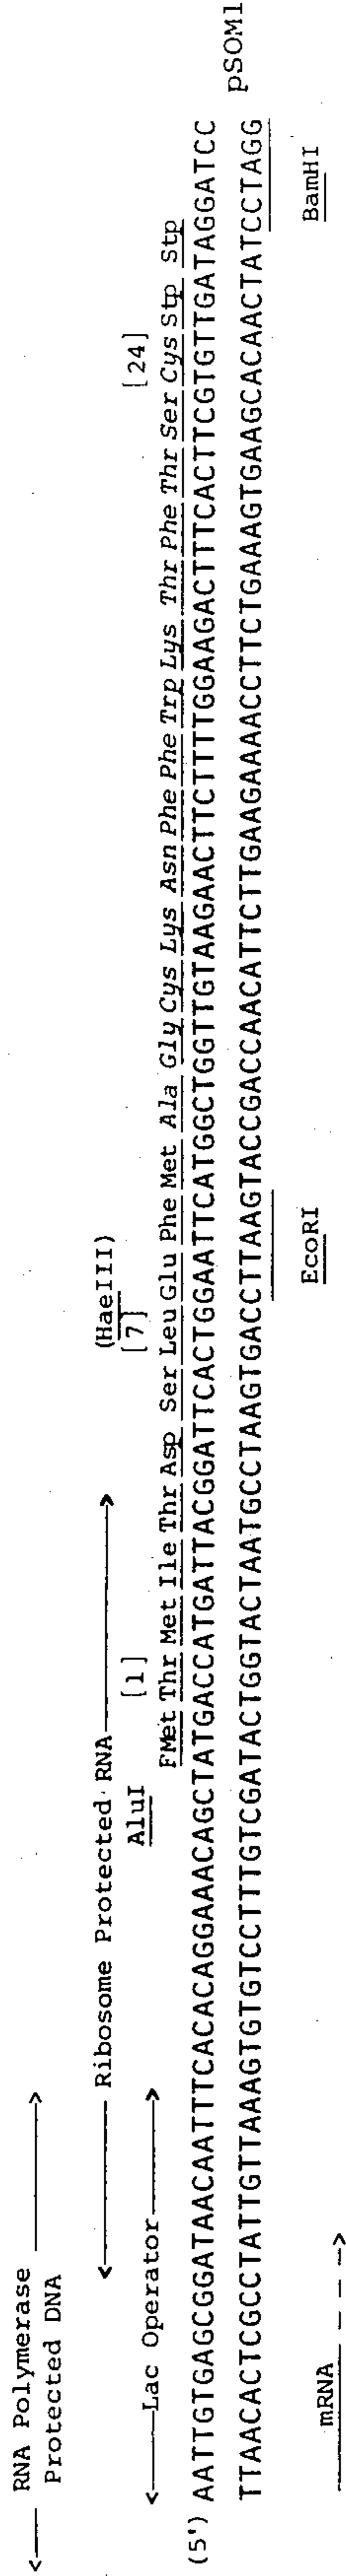 RNA Polymerase
Protected DNA
Ribosome Protected RNA
(HaeIII)
Lac Operator
AluI
[1]
[7]
[24]
FMet Thr Met Ile Thr Asp Ser Leu Glu Phe Met Ala Gly Cys Lys Asn Phe Phe Trp Lys Thr Phe Thr Ser Cys Stp Stp
(5') AATTGTGAGCGGATAACAATTTCACACAGGAAACAGCTATGACCATGATTACGGATTCACTGGAATTCATGGCTGGTTGTAAGAACTTCTTTTGGAAGACTTTCACTTCGTGTTGATAGGATCC
pSOM1
TTAACACTCGCCTATTGTTAAAGTGTGTCCTTTGTCGATACTGGTACTAATGCCTAAGTGACCTTAAGTACCGACCAACATTCTTGAAGAAAACCTTCTGAAAGTGAAGCACAACTATCCTAGG
mRNA
EcoRI
BamHI